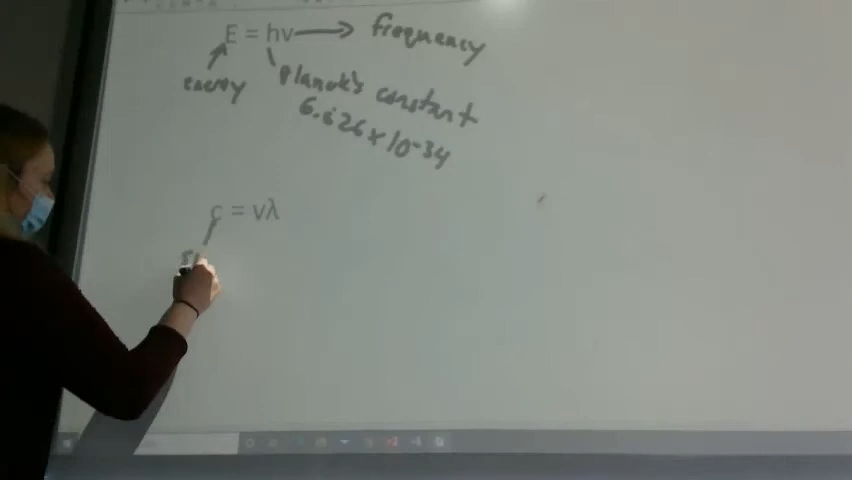 E = hv → frequency
energy
Planck's constant
6.626 x 10-34
c = vλ